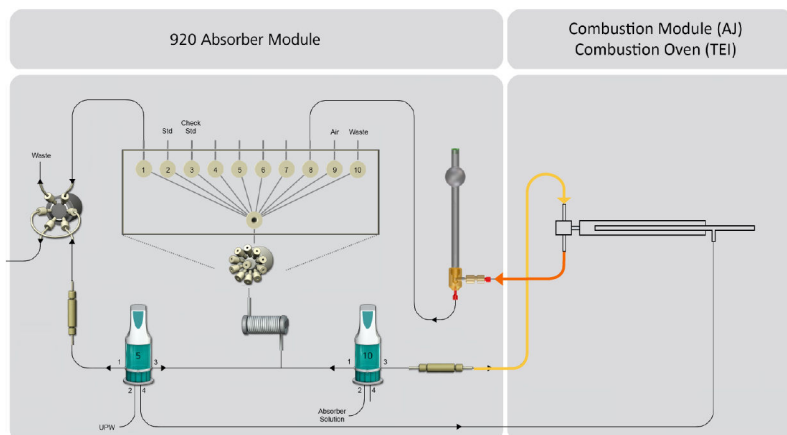 920 Absorber Module
Combustion Module (AJ)
Combustion Oven (TEI)
Check
Std
Std
Air
Waste
1
2
3
4
5
6
7
8
9
10
Waste
5
10
1
3
1
3
2
4
2
4
Absorber
Solution
UPW